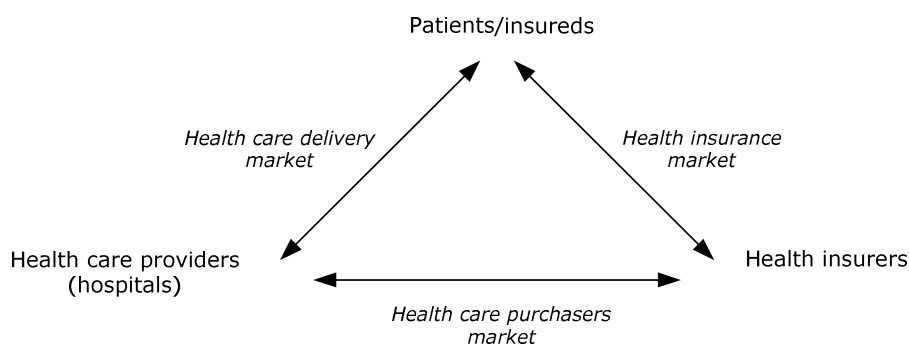 Patients/insureds
Health care delivery
market
Health insurance
market
Health care providers
(hospitals)
Health insurers
Health care purchasers
market